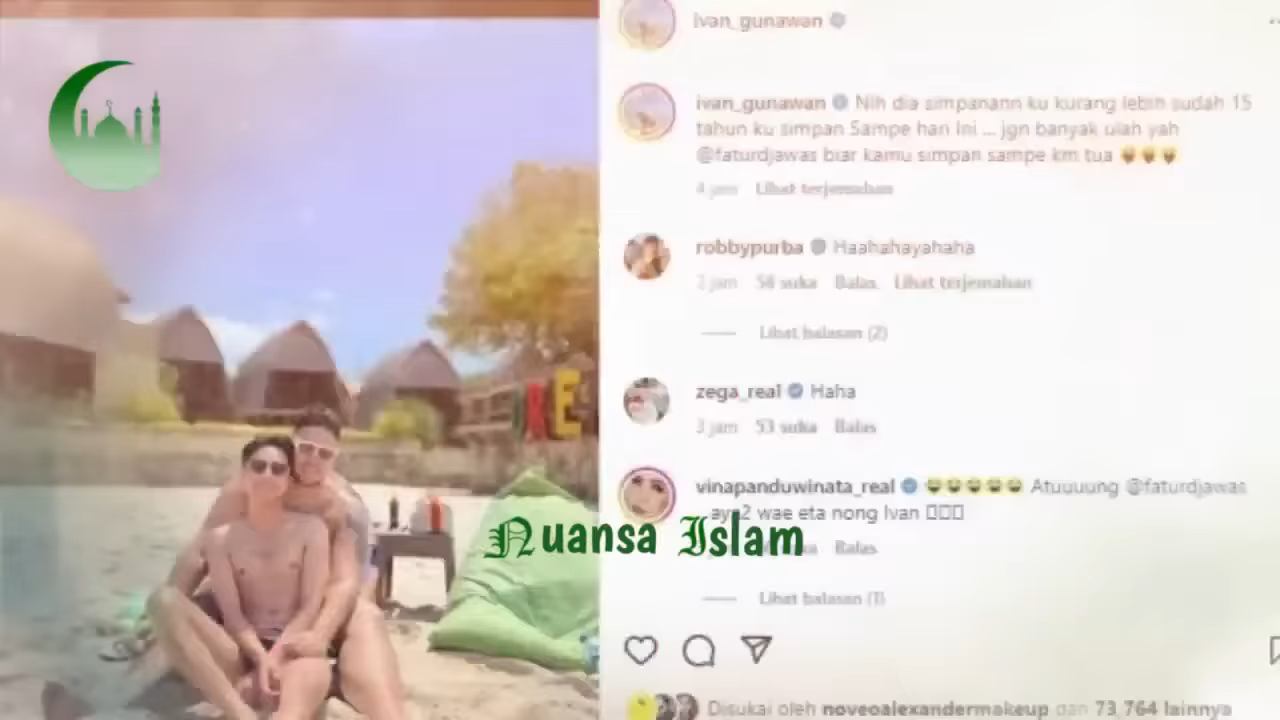 ivan_gunawan
ivan_gunawan Nih dia simpanann ku kurang lebih sudah 15
tahun ku simpan Sampe hari Ini ... jgn banyak ulah yah
@faturdjawas biar kamu simpan sampe km tua
4 jam Lihat terjemahan
robbypurba Haahahayahaha
2 jam 58 suka Balas Lihat terjemahan
Lihat balasan (2)
zega_real Haha
3 jam 53 suka Balas
vinapanduwinata_real Atuuuung @faturdjawas
aya2 wae eta nong Ivan
Balas
Lihat balasan (1)
Nuansa Islam
KE
Disukai oleh noveoalexandermakeup dan 73.764 lainnya